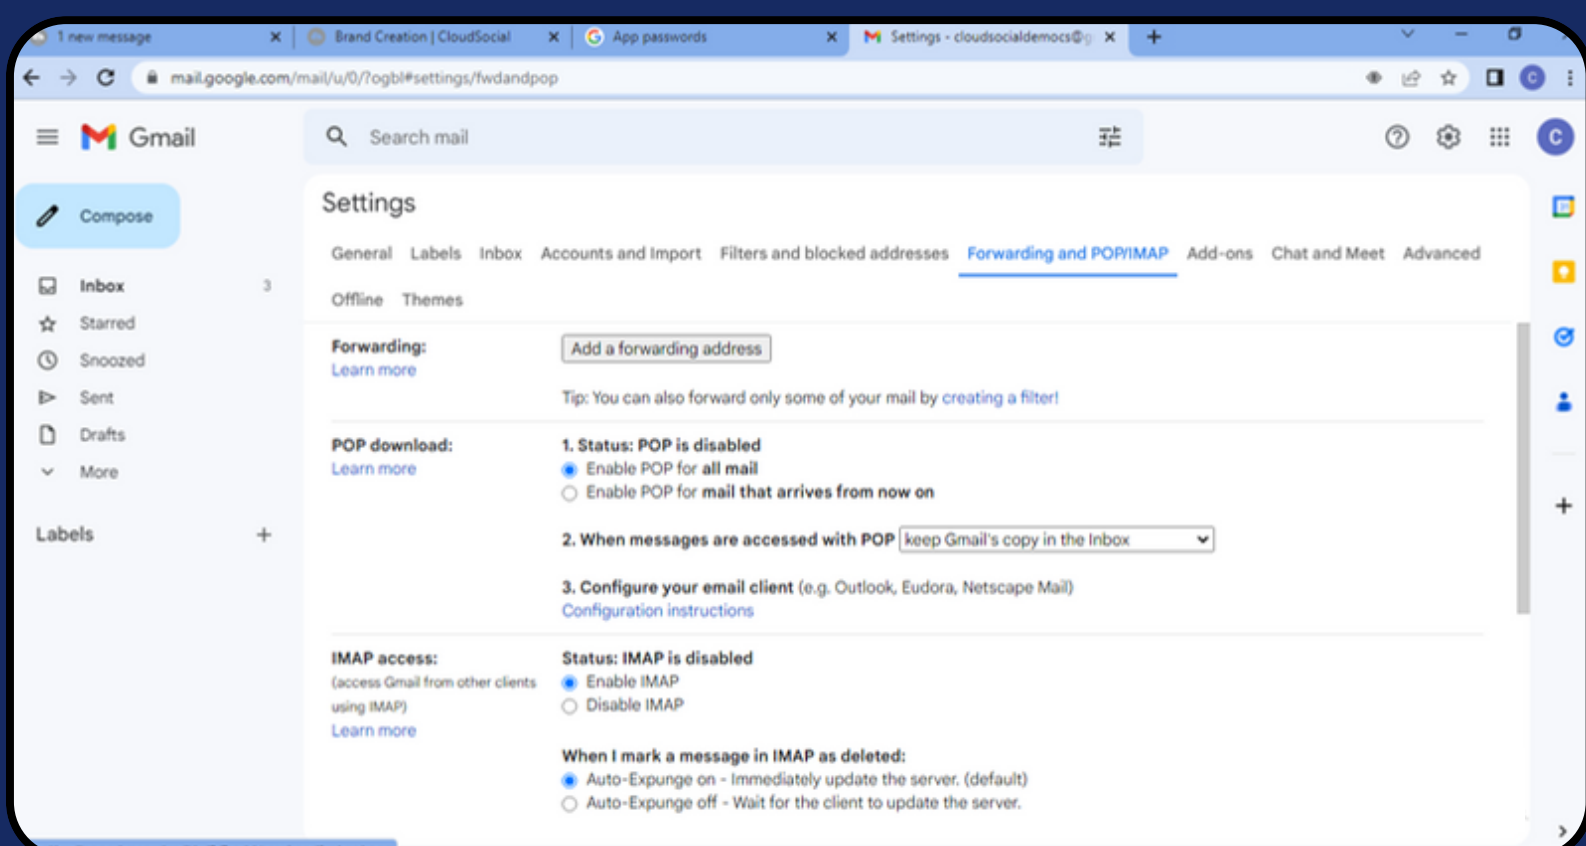 1 new message
Brand Creation | CloudSocial
App passwords
Settings - cloudsocialdemocs@g
mail.google.com/mail/u/0/?ogbl#settings/fwdandpop
C
Gmail
Search mail
C
Compose
Inbox 3
Starred
Snoozed
Sent
Drafts
More
Labels
Settings
General Labels Inbox Accounts and Import Filters and blocked addresses Forwarding and POP/IMAP Add-ons Chat and Meet Advanced
Offline Themes
Forwarding: Add a forwarding address
Learn more
Tip: You can also forward only some of your mail by creating a filter!
POP download: 1. Status: POP is disabled
Learn more Enable POP for all mail
Enable POP for mail that arrives from now on
2. When messages are accessed with POP keep Gmail's copy in the Inbox
3. Configure your email client (e.g. Outlook, Eudora, Netscape Mail)
Configuration instructions
IMAP access: Status: IMAP is disabled
(access Gmail from other clients Enable IMAP
using IMAP) Disable IMAP
Learn more
When I mark a message in IMAP as deleted:
Auto-Expunge on - Immediately update the server. (default)
Auto-Expunge off - Wait for the client to update the server.